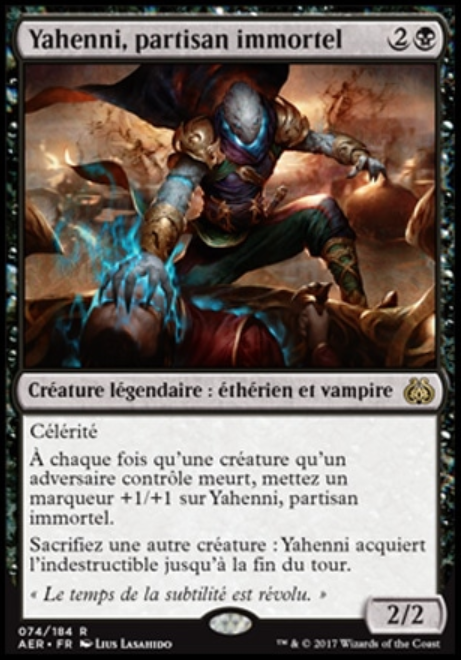 Yahenni, partisan immortel 2
Créature légendaire : éthérien et vampire
Célérité
À chaque fois qu'une créature qu'un
adversaire contrôle meurt, mettez un
marqueur +1/+1 sur Yahenni, partisan
immortel.
Sacrifiez une autre créature : Yahenni acquiert
l'indestructible jusqu'à la fin du tour.
« Le temps de la subtilité est révolu. »
2/2
074/184 R
AER • FR Lius Lasahido
™ & © 2017 Wizards of the Coast